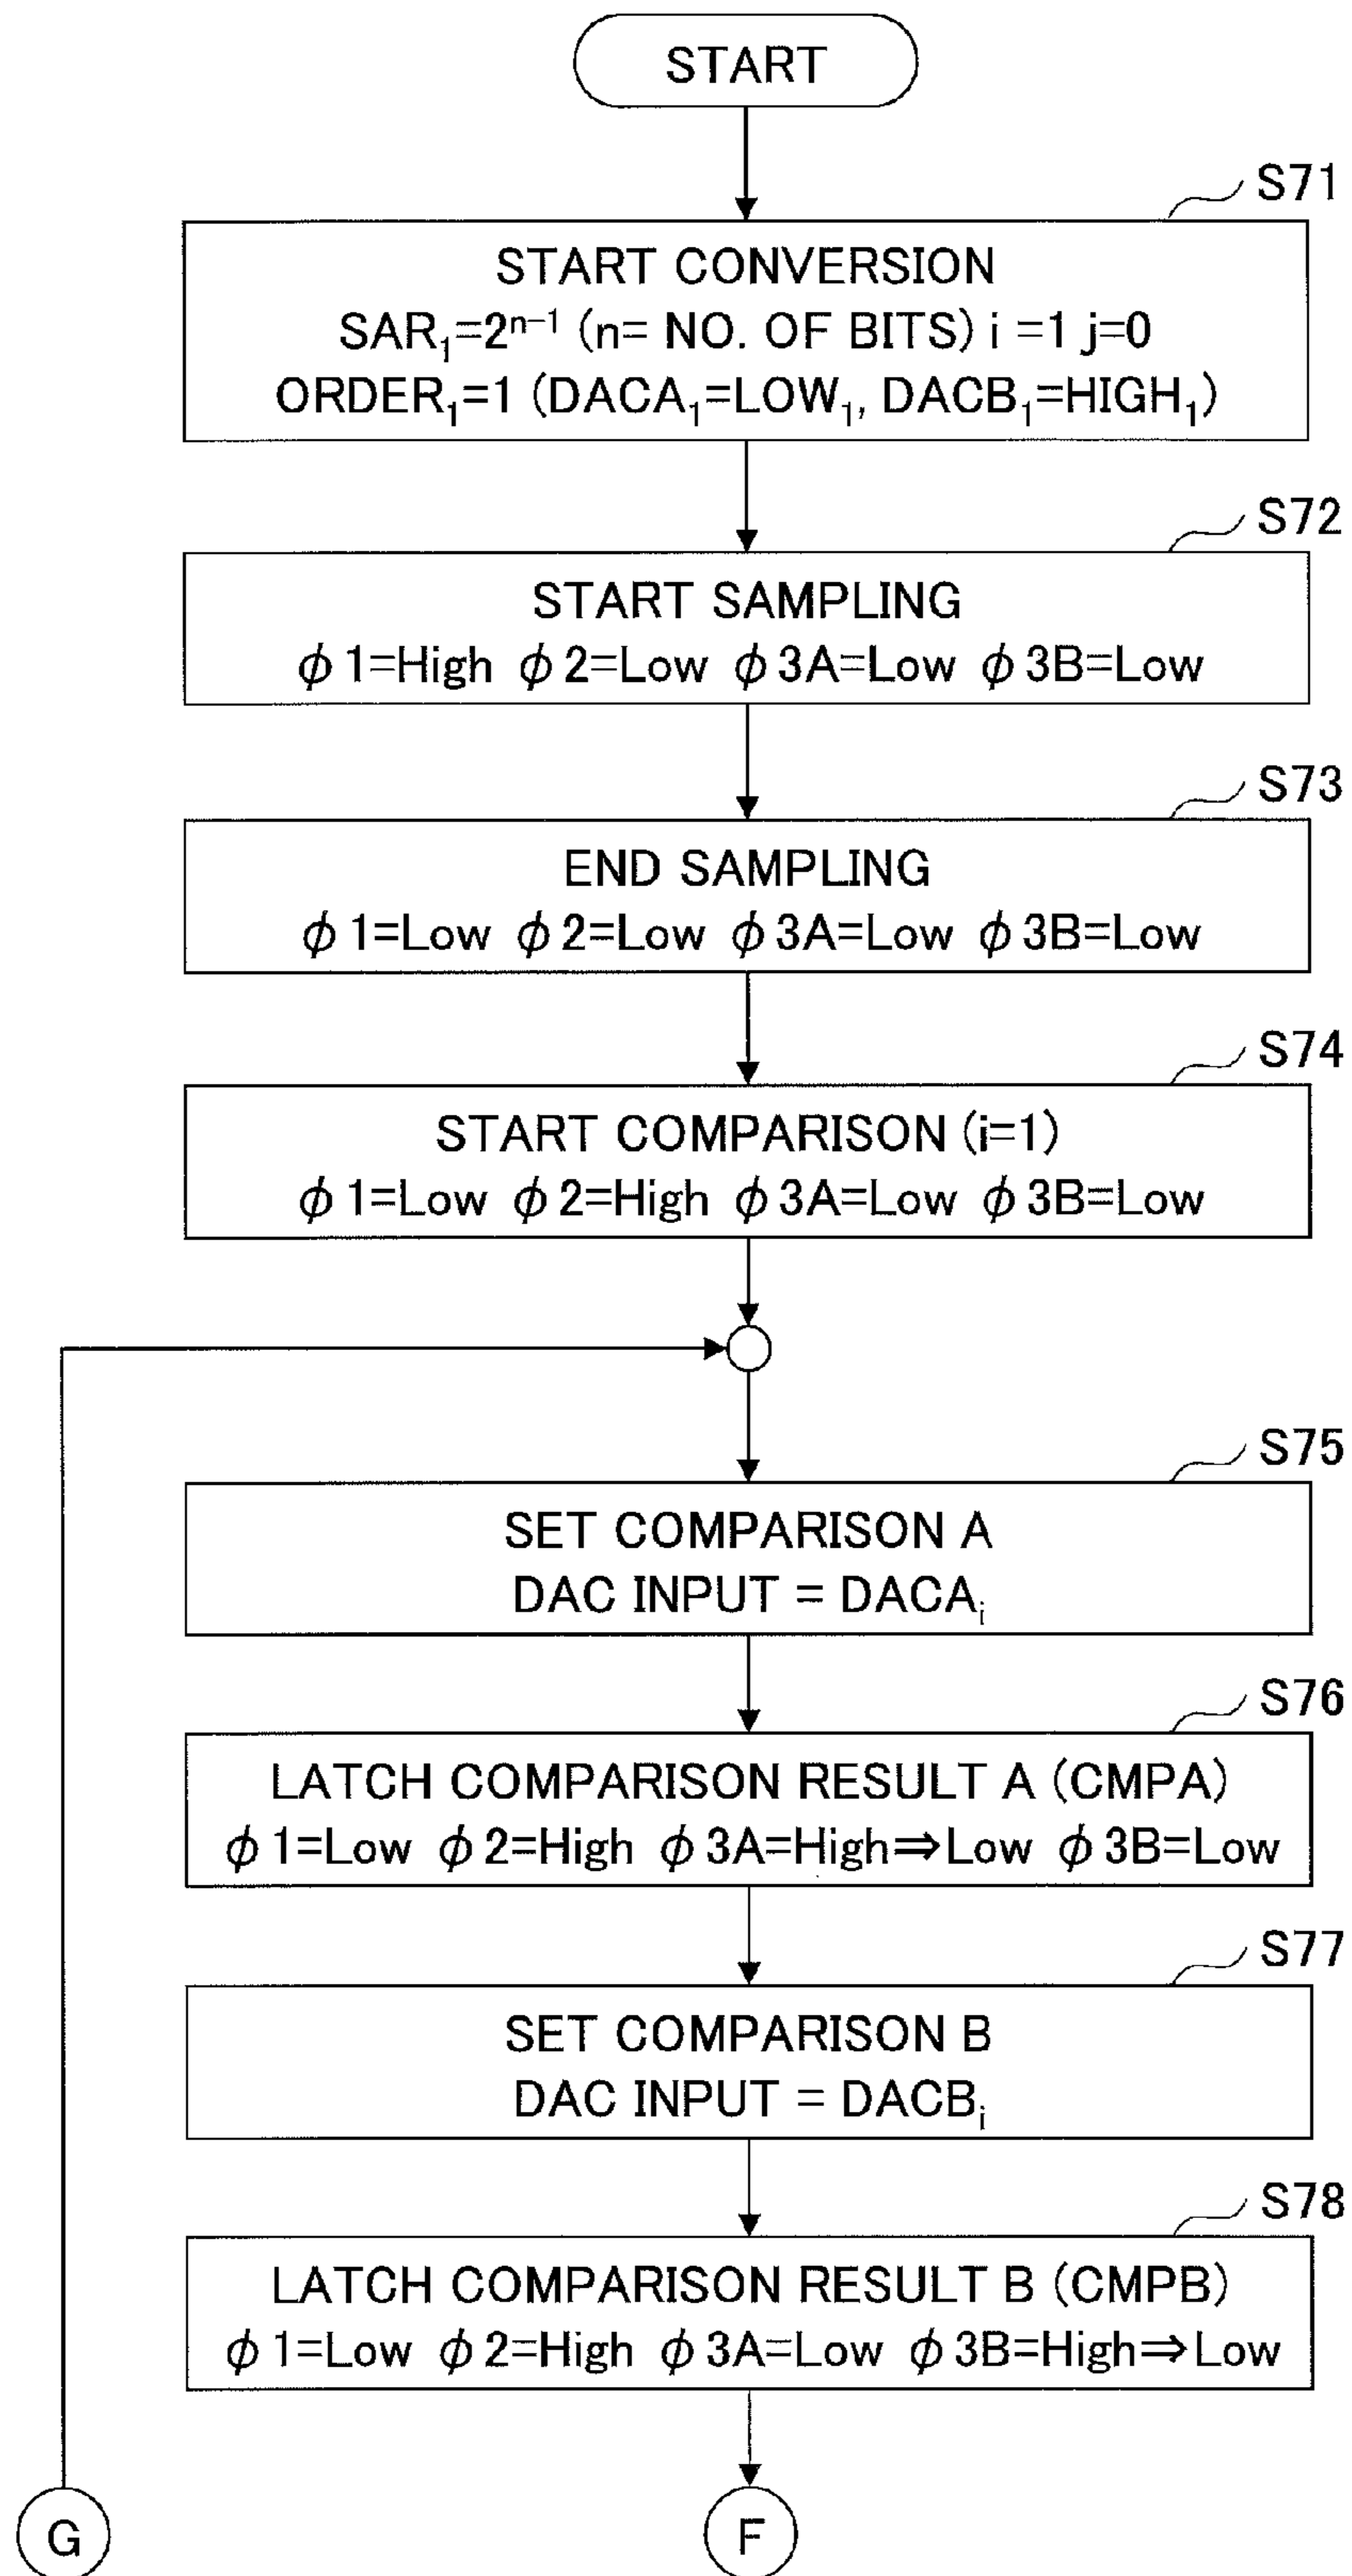 START
S71
START CONVERSION
SAR₁=2ⁿ⁻¹ (n= NO. OF BITS) i =1 j=0
ORDER₁=1 (DACA₁=LOW₁, DACB₁=HIGH₁)
S72
START SAMPLING
ϕ1=High ϕ2=Low ϕ3A=Low ϕ3B=Low
S73
END SAMPLING
ϕ1=Low ϕ2=Low ϕ3A=Low ϕ3B=Low
S74
START COMPARISON (i=1)
ϕ1=Low ϕ2=High ϕ3A=Low ϕ3B=Low
S75
SET COMPARISON A
DAC INPUT = DACAᵢ
S76
LATCH COMPARISON RESULT A (CMPA)
ϕ1=Low ϕ2=High ϕ3A=High⇒Low ϕ3B=Low
S77
SET COMPARISON B
DAC INPUT = DACBᵢ
S78
LATCH COMPARISON RESULT B (CMPB)
ϕ1=Low ϕ2=High ϕ3A=Low ϕ3B=High⇒Low
G
F